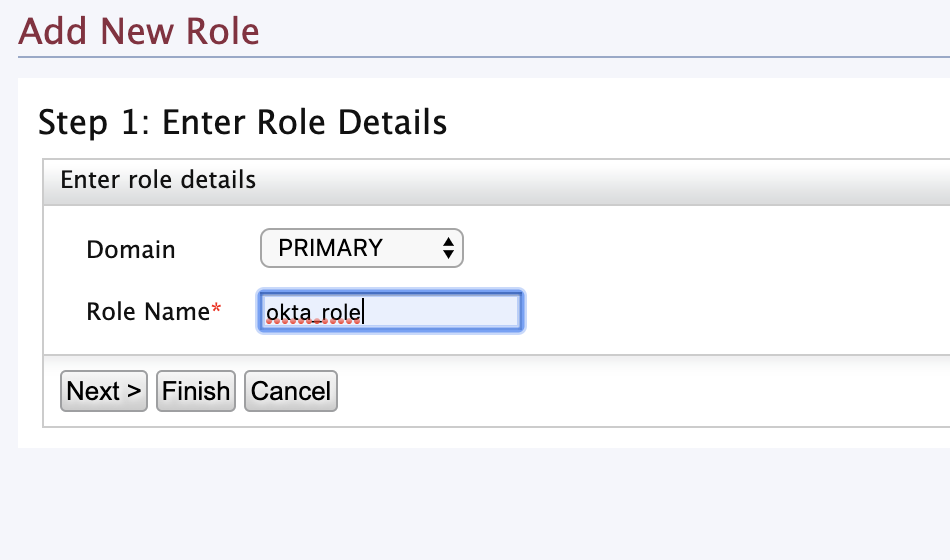 Add New Role
Step 1: Enter Role Details
Enter role details
Domain PRIMARY
Role Name* okta_role
Next > Finish Cancel